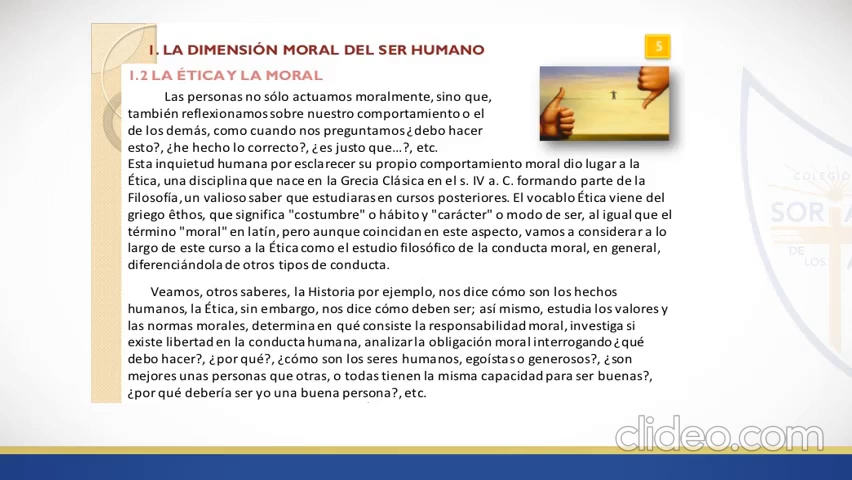 1. LA DIMENSIÓN MORAL DEL SER HUMANO
5
1.2 LA ÉTICA Y LA MORAL
Las personas no sólo actuamos moralmente, sino que,
también reflexionamos sobre nuestro comportamiento o el
de los demás, como cuando nos preguntamos ¿debo hacer
esto?, ¿he hecho lo correcto?, ¿es justo que...?, etc.
Esta inquietud humana por esclarecer su propio comportamiento moral dio lugar a la
Ética, una disciplina que nace en la Grecia Clásica en el s. IV a. C. formando parte de la
Filosofía, un valioso saber que estudiaras en cursos posteriores. El vocablo Ética viene del
griego êthos, que significa "costumbre" o hábito y "carácter" o modo de ser, al igual que el
término "moral" en latín, pero aunque coincidan en este aspecto, vamos a considerar a lo
largo de este curso a la Ética como el estudio filosófico de la conducta moral, en general,
diferenciándola de otros tipos de conducta.
Veamos, otros saberes, la Historia por ejemplo, nos dice cómo son los hechos
humanos, la Ética, sin embargo, nos dice cómo deben ser; así mismo, estudia los valores y
las normas morales, determina en qué consiste la responsabilidad moral, investiga si
existe libertad en la conducta humana, analizar la obligación moral interrogando ¿qué
debo hacer?, ¿por qué?, ¿cómo son los seres humanos, egoístas o generosos?, ¿son
mejores unas personas que otras, o todas tienen la misma capacidad para ser buenas?,
¿por qué debería ser yo una buena persona?, etc.
COLEGIO
SOR
DE LOS
clideo.com